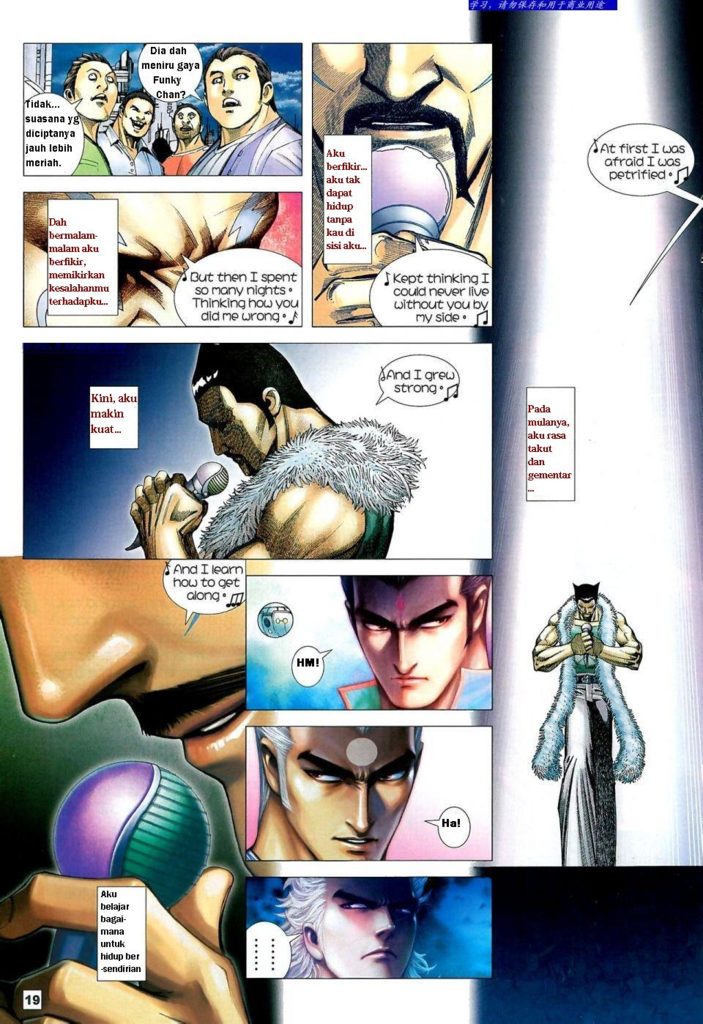 学习，请勿保存和用于商业用途
Dia dah
meniru gaya
Funky
Chan?
Tidak...
suasana yg
diciptanya
jauh lebih
meriah.
At first I was
afraid I was
petrified.
Pada
mulanya,
aku rasa
takut
dan
gementar
...
Aku
berfikir...
aku tak
dapat
hidup
tanpa
kau di
sisi aku...
Kept thinking I
could never live
without you by
my side.
Dah
bermalam-
malam aku
berfikir,
memikirkan
kesalahanmu
terhadapku...
But then I spent
so many nights.
Thinking how you
did me wrong.
And I grew
strong.
Kini, aku
makin
kuat...
And I learn
how to get
along.
HM!
Ha!
Aku
belajar
bagai-
mana
untuk
hidup ber
-sendirian
......
19